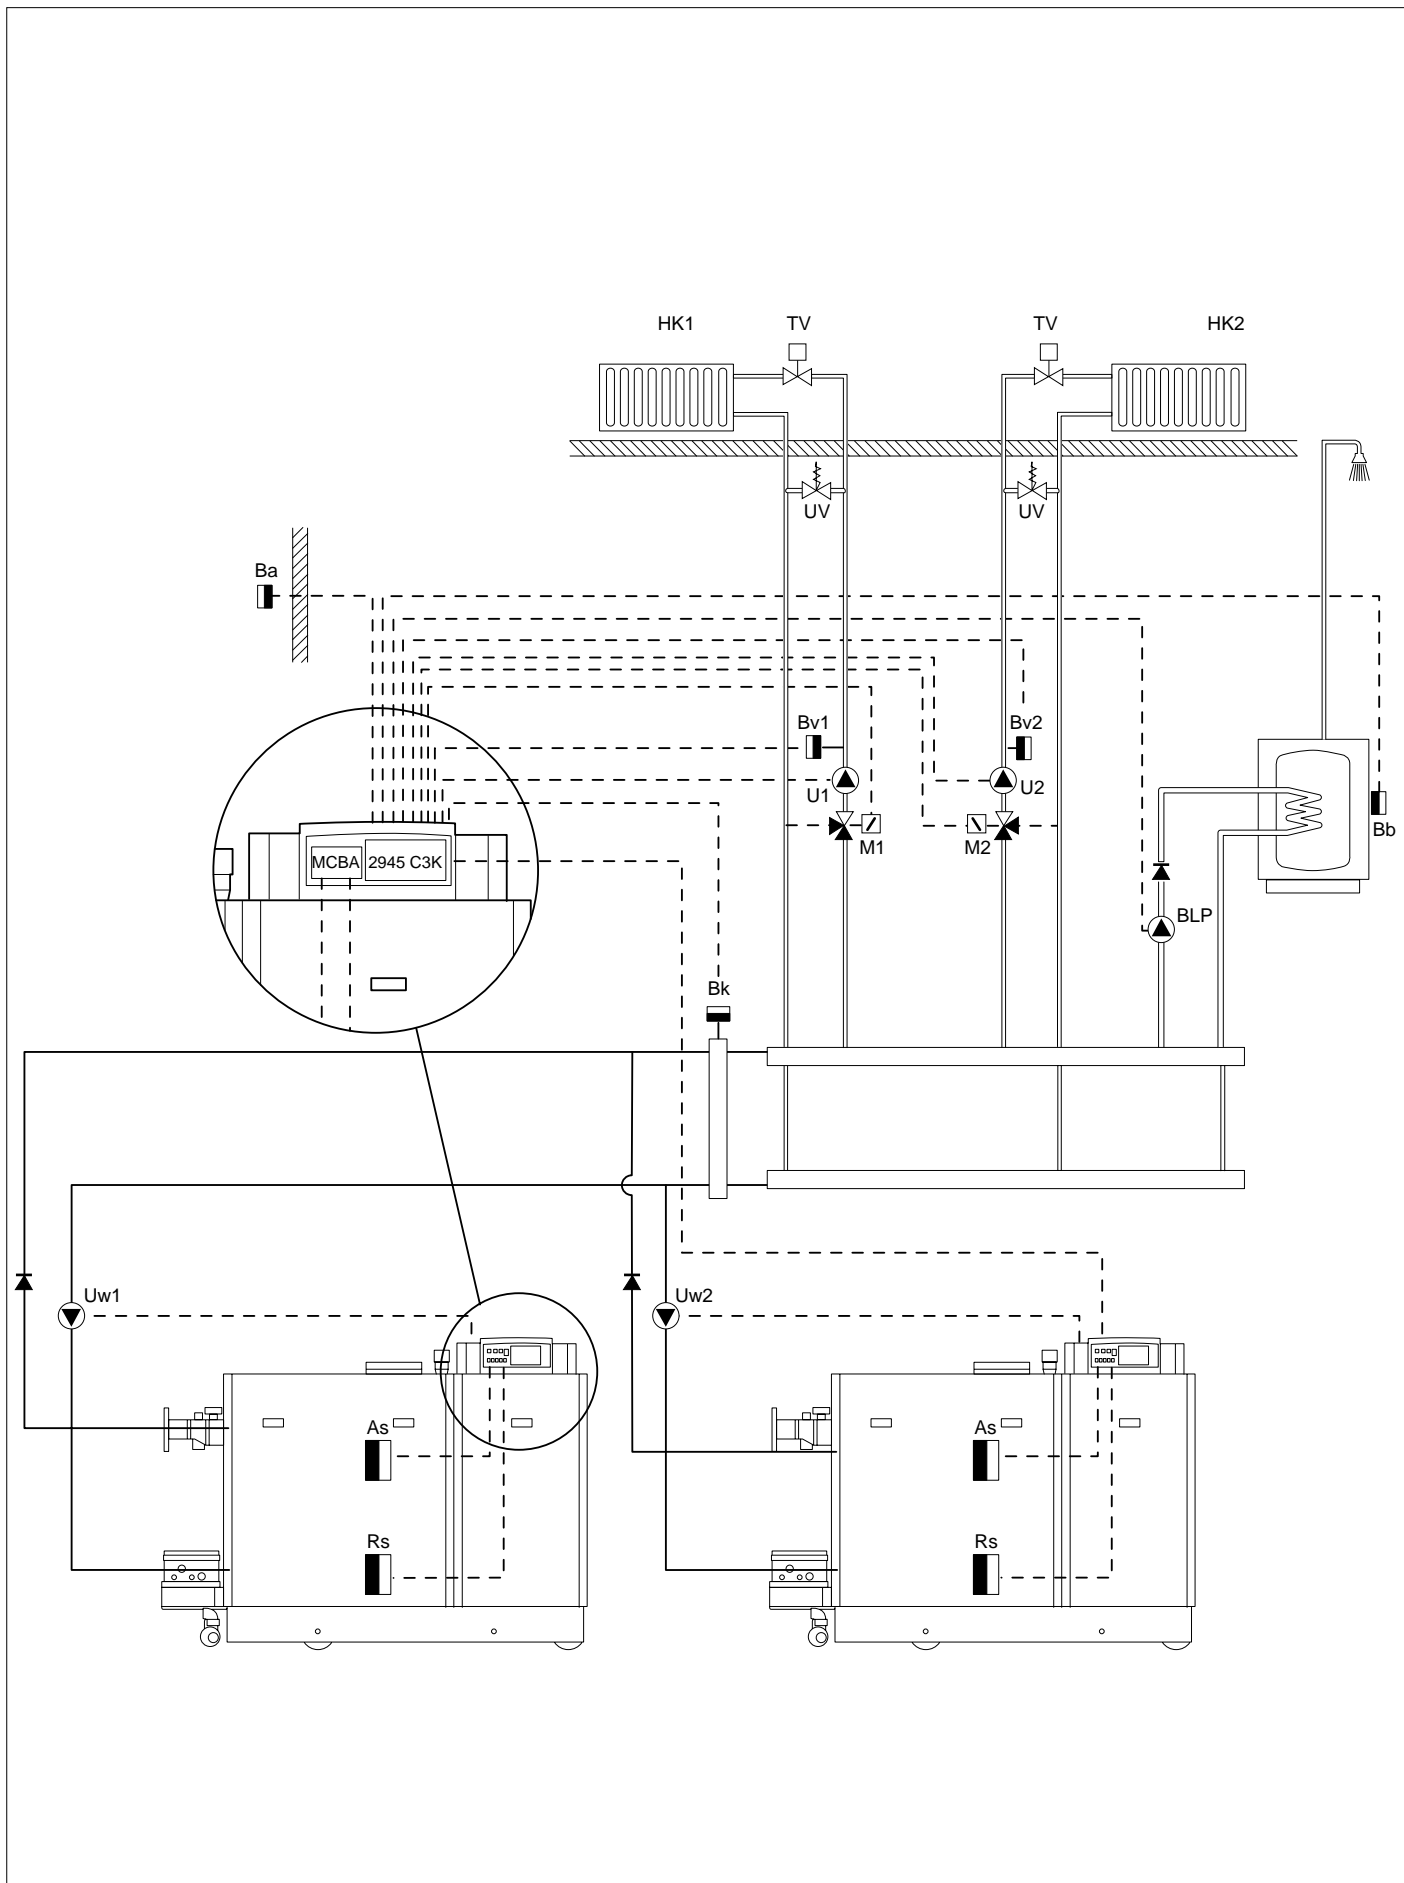 HK1 TV TV HK2
UV UV
Ba
Bv1 Bv2
U1 U2
Bb
M1 M2
MCBA 2945 C3K
BLP
Bk
Uw1 Uw2
As As
Rs Rs